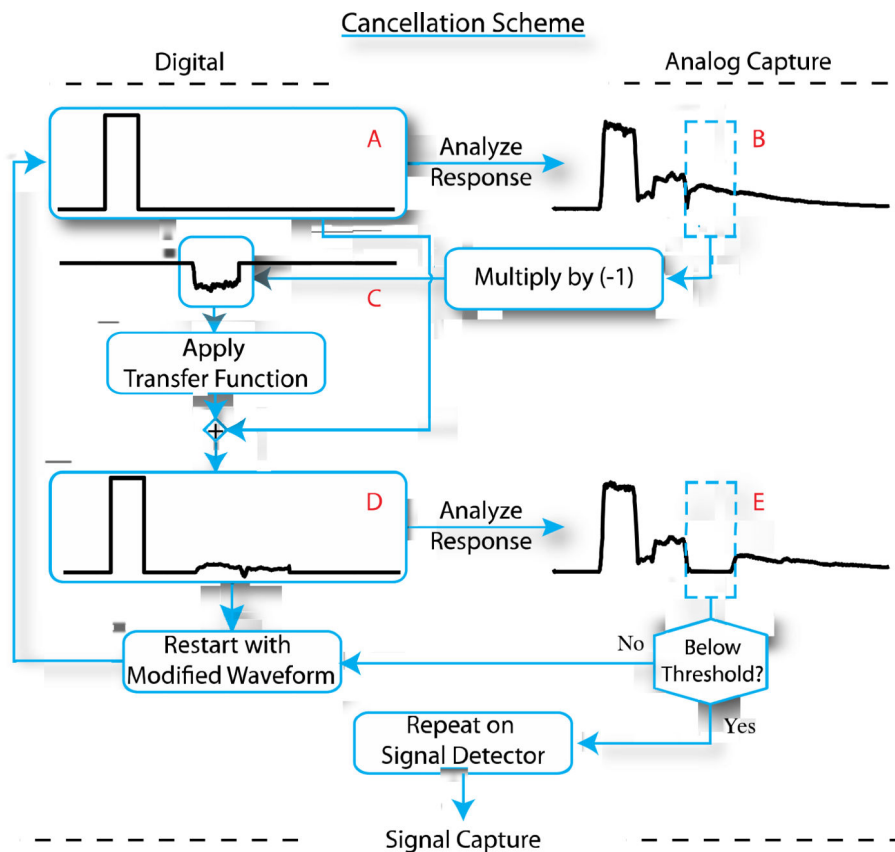 Cancellation Scheme
Digital
Analog Capture
A
Analyze
Response
B
Multiply by (-1)
C
Apply
Transfer Function
+
D
Analyze
Response
E
Restart with
Modified Waveform
No
Below
Threshold?
Yes
Repeat on
Signal Detector
Signal Capture